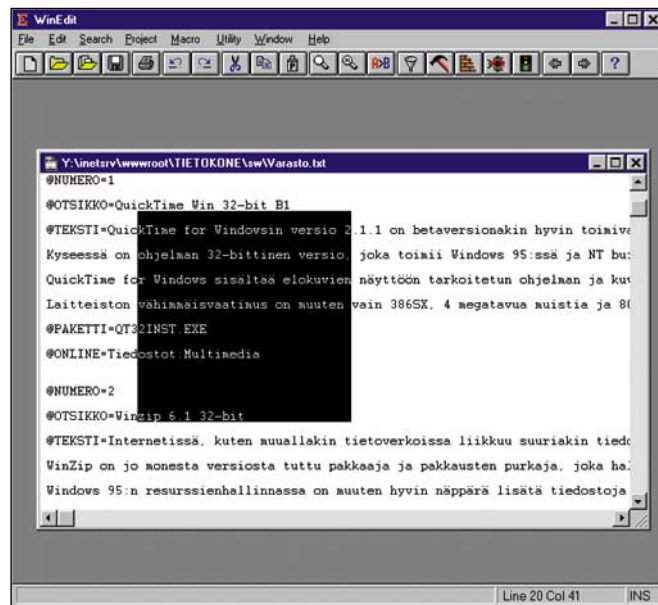 WinEdit
File Edit Search Project Macro Utility Window Help
A>B ?
Y:\inetsrv\wwwroot\TIETOKONE\sw\Varasto.txt
@NUMERO=1
@OTSIKKO=QuickTime Win 32-bit B1
@TEKSTI=QuickTime for Windowsin versio 2.1.1 on betaversionakin hyvin toimiva
Kyseessä on ohjelman 32-bittinen versio, joka toimii Windows 95:ssä ja NT
QuickTime for Windows sisältää elokuvien näyttöön tarkoitetun ohjelman ja kuv
Laitteiston vähimmäisvaatimus on muuten vain 386SX, 4 megatavua muistia ja 80
@PAKETTI=QT32INST.EXE
@ONLINE=Tiedostot:Multimedia
@NUMERO=2
@OTSIKKO=Winzip 6.1 32-bit
@TEKSTI=Internetissä, kuten muuallakin tietoverkoissa liikkuu suuriakin tiedo
WinZip on jo monesta versiosta tuttu pakkaaja ja pakkausten purkaja, joka hal
Windows 95:n resurssienhallinnassa on muuten hyvin näppärä lisätä tiedostoja
Line 20 Col 41 INS